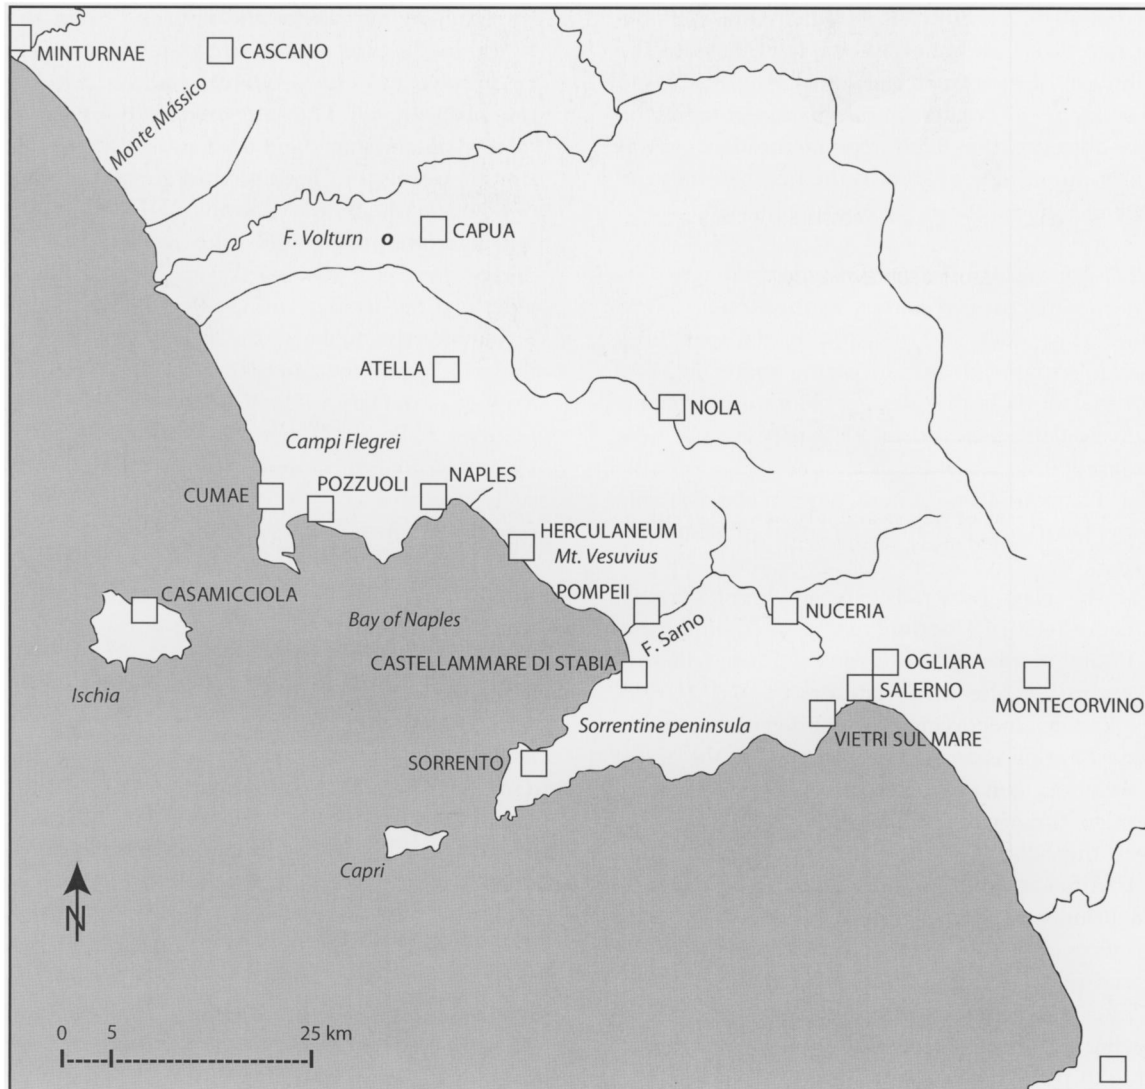 MINTURNAE
CASCANO
Monte Mássico
F. Volturn o
CAPUA
ATELLA
NOLA
Campi Flegrei
CUMAE
POZZUOLI
NAPLES
HERCULANEUM
Mt. Vesuvius
CASAMICCIOLA
POMPEII
NUCERIA
Bay of Naples
F. Sarno
CASTELLAMMARE DI STABIA
OGLIARA
SALERNO
MONTECORVINO
Ischia
Sorrentine peninsula
VIETRI SUL MARE
SORRENTO
Capri
N
0 5 25 km